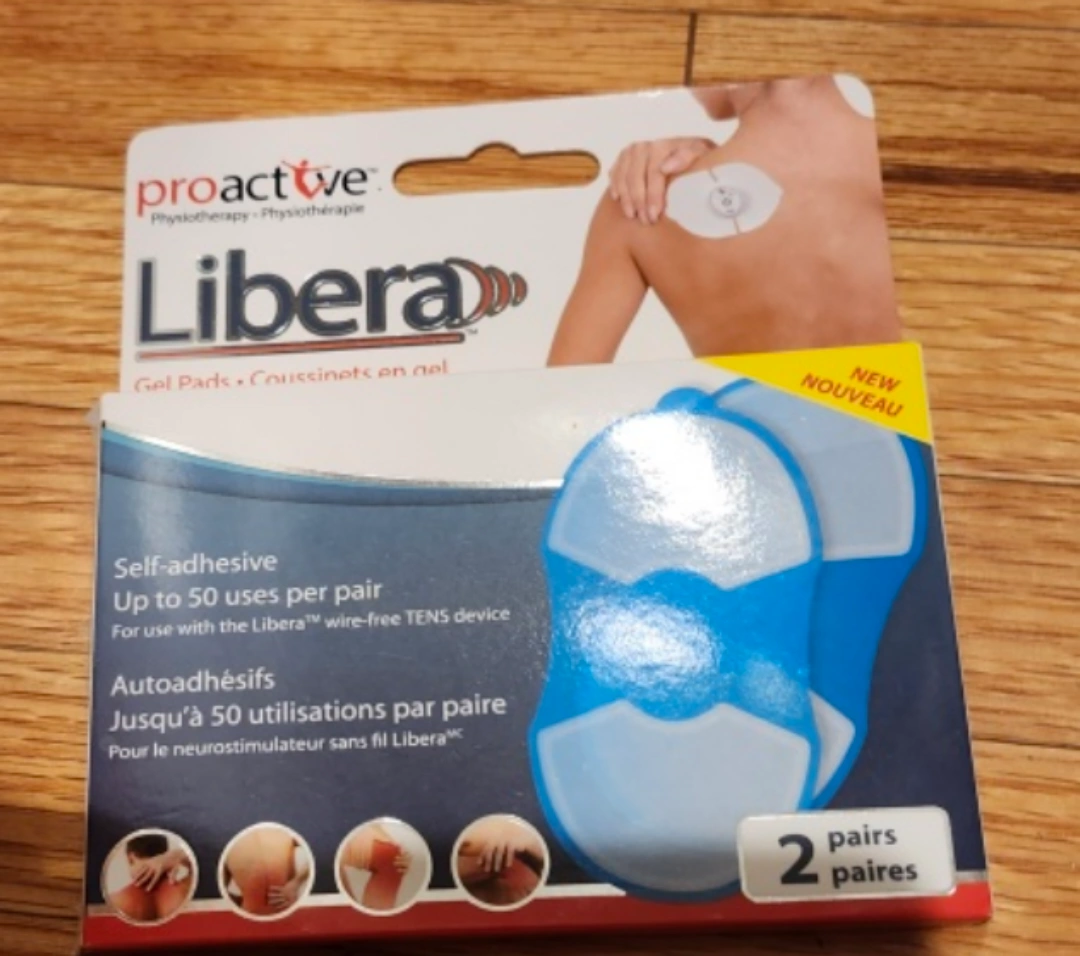 proactive™
Physiotherapy - Physiothérapie
Libera™
Gel Pads • Coussinets en gel
NEW
NOUVEAU
Self-adhesive
Up to 50 uses per pair
For use with the Libera™ wire-free TENS device
Autoadhésifs
Jusqu'à 50 utilisations par paire
Pour le neurostimulateur sans fil Libera ᴹᶜ
2 pairs
paires